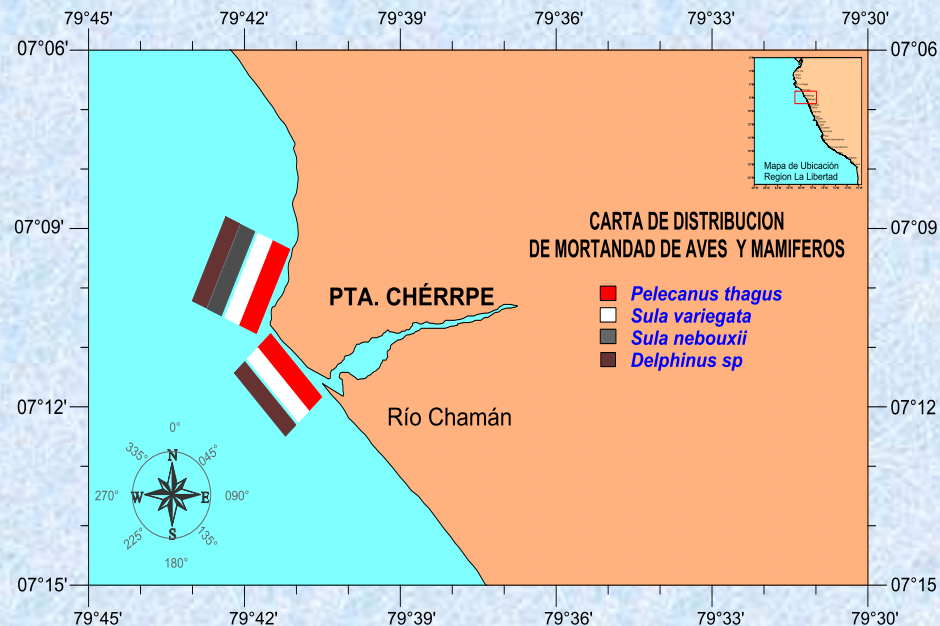 79°45' 79°42' 79°39' 79°36' 79°33' 79°30'
07°06' 07°06
Mapa de Ubicación
Region La Libertad
07°09' 07°09
CARTA DE DISTRIBUCION
DE MORTANDAD DE AVES Y MAMIFEROS
PTA. CHÉRRPE
Pelecanus thagus
Sula variegata
Sula nebouxii
Delphinus sp
07°12' 07°12
Río Chamán
0°
335° 045°
N
270° W E 090°
S
225° 135°
180°
07°15' 07°15
79°45' 79°42' 79°39' 79°36' 79°33' 79°30'